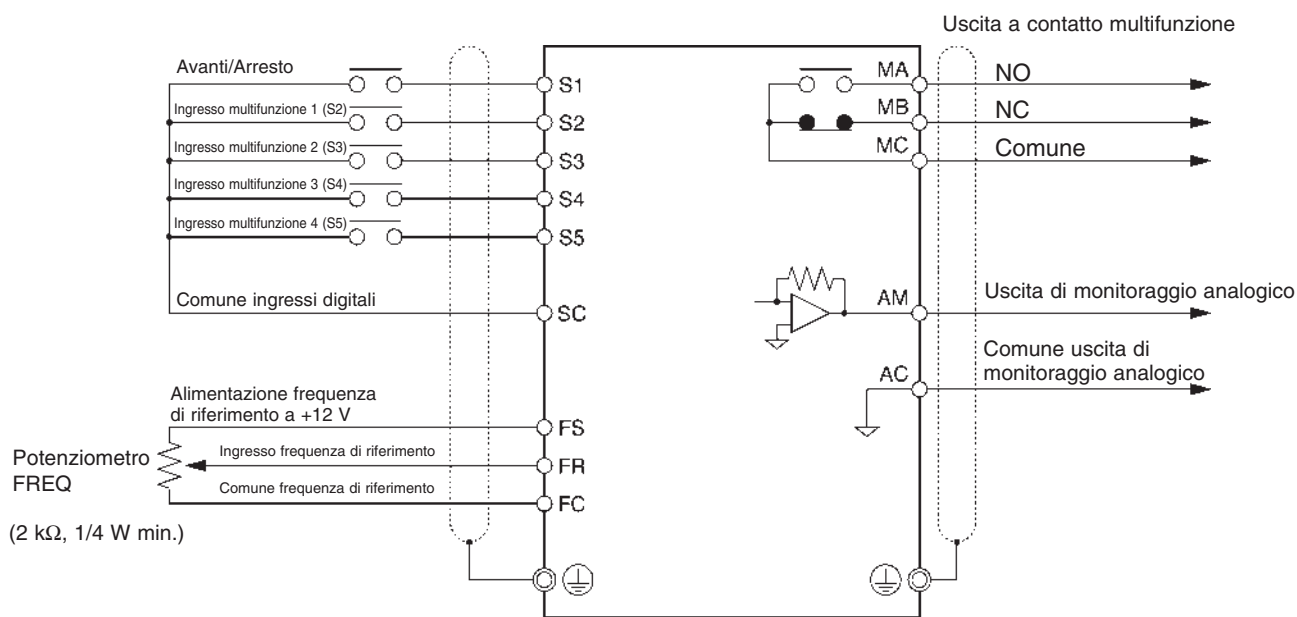 Uscita a contatto multifunzione
Avanti/Arresto
S1
Ingresso multifunzione 1 (S2)
S2
Ingresso multifunzione 2 (S3)
S3
Ingresso multifunzione 3 (S4)
S4
Ingresso multifunzione 4 (S5)
S5
Comune ingressi digitali
SC
Alimentazione frequenza
di riferimento a +12 V
FS
Ingresso frequenza di riferimento
FR
Comune frequenza di riferimento
FC
Potenziometro
FREQ
(2 kΩ, 1/4 W min.)
MA
NO
MB
NC
MC
Comune
AM
Uscita di monitoraggio analogico
AC
Comune uscita di
monitoraggio analogico